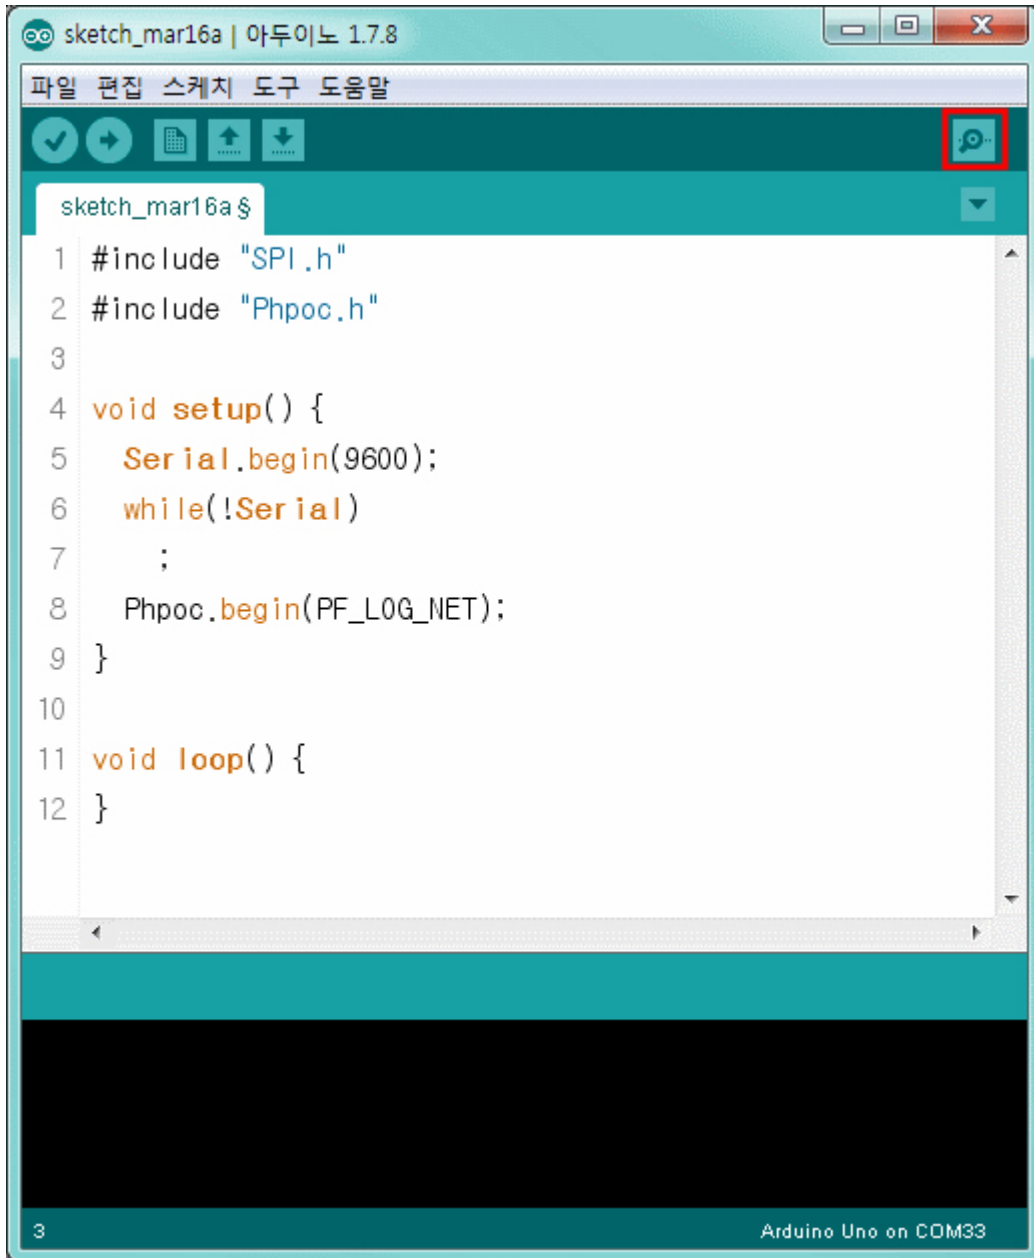 sketch_mar16a | 아두이노 1.7.8
파일 편집 스케치 도구 도움말
sketch_mar16a §
1 #include "SPI.h"
2 #include "Phpoc.h"
3
4 void setup() {
5 Serial.begin(9600);
6 while(!Serial)
7 ;
8 Phpoc.begin(PF_LOG_NET);
9 }
10
11 void loop() {
12 }
3 Arduino Uno on COM33